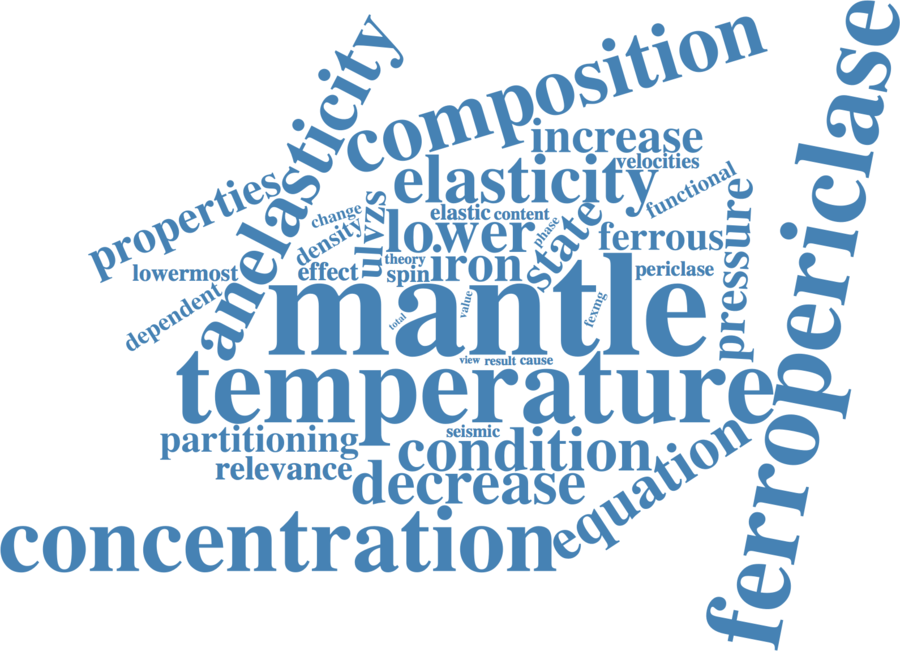 composition
ferropericlase
anelasticity
increase
velocities
elasticity
functional
properties
change
ulvzs
elastic
content
state
pressure
density
lo.wer
phase
ferrous
lowermost
effect
theory
spin
iron
periclase
dependent
mantle
total
value
fexmg
view
result
cause
temperature
partitioning
seismic
condition
equation
relevance
decrease
concentration